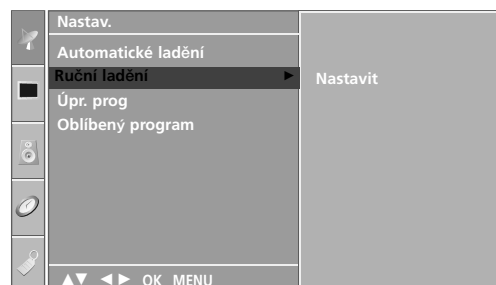 Nastav.
Automatické ladění
Ruční ladění ►
Nastavit
Úpr. prog
Oblíbený program
▲▼ ◄► OK MENU